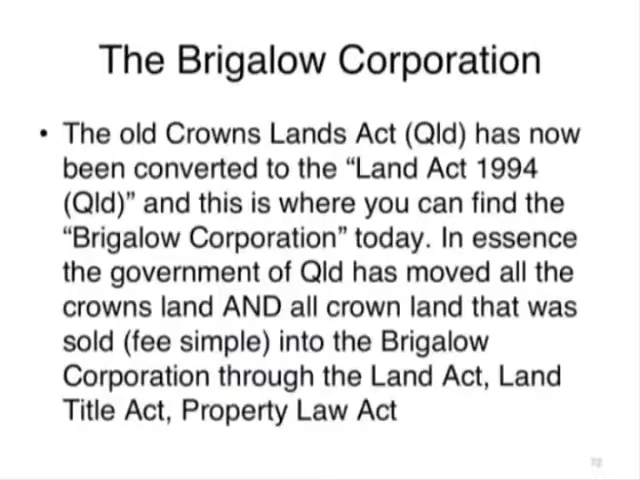 The Brigalow Corporation
• The old Crowns Lands Act (Qld) has now
been converted to the “Land Act 1994
(Qld)” and this is where you can find the
“Brigalow Corporation” today. In essence
the government of Qld has moved all the
crowns land AND all crown land that was
sold (fee simple) into the Brigalow
Corporation through the Land Act, Land
Title Act, Property Law Act